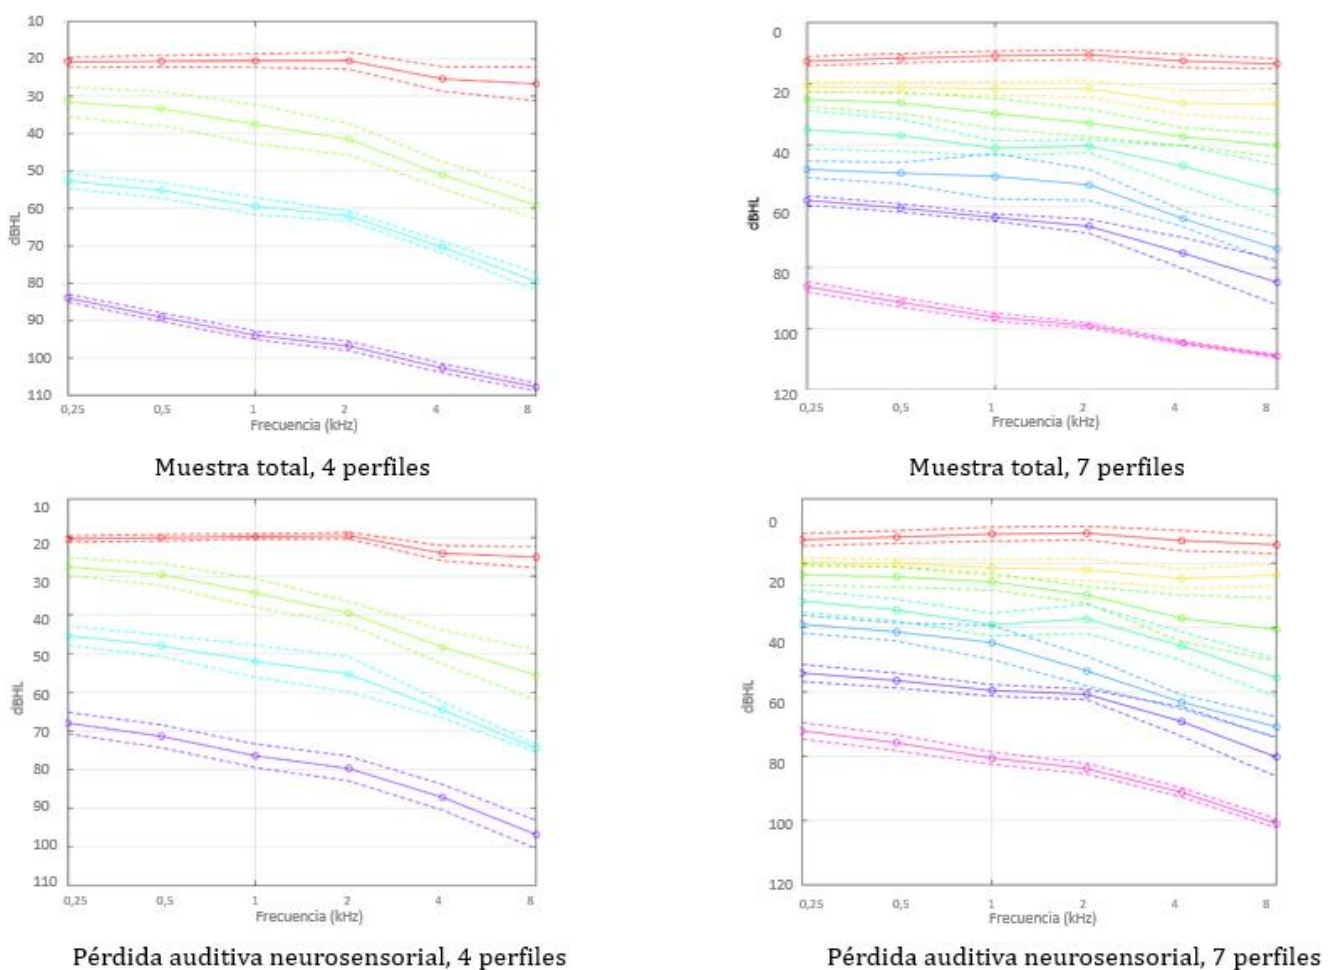 10
20
30
40
50
60
70
80
90
100
110
dBHL
0,25 0,5 1 2 4 8
Frecuencia (kHz)
Muestra total, 4 perfiles
0
20
40
60
80
100
120
dBHL
0,25 0,5 1 2 4 8
Frecuencia (kHz)
Muestra total, 7 perfiles
10
20
30
40
50
60
70
80
90
100
110
dBHL
0,25 0,5 1 2 4 8
Frecuencia (kHz)
Pérdida auditiva neurosensorial, 4 perfiles
0
20
40
60
80
100
120
dBHL
0,25 0,5 1 2 4 8
Frecuencia (kHz)
Pérdida auditiva neurosensorial, 7 perfiles